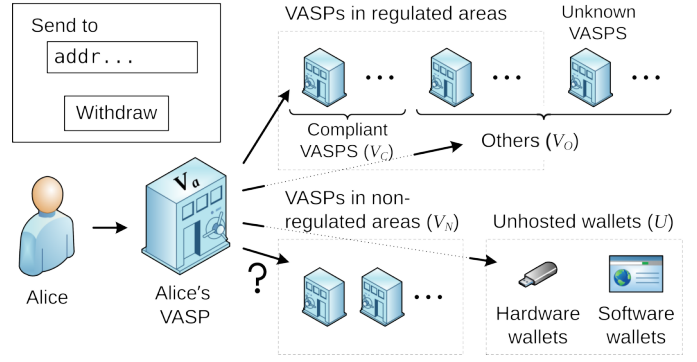 Send to
addr...
Withdraw
VASPs in regulated areas
Unknown
VASPS
...
...
...
Compliant
VASPS (V_C)
Others (V_O)
V_a
VASPs in non-
regulated areas (V_N)
Unhosted wallets (U)
?
...
Alice
Alice's
VASP
Hardware
wallets
Software
wallets